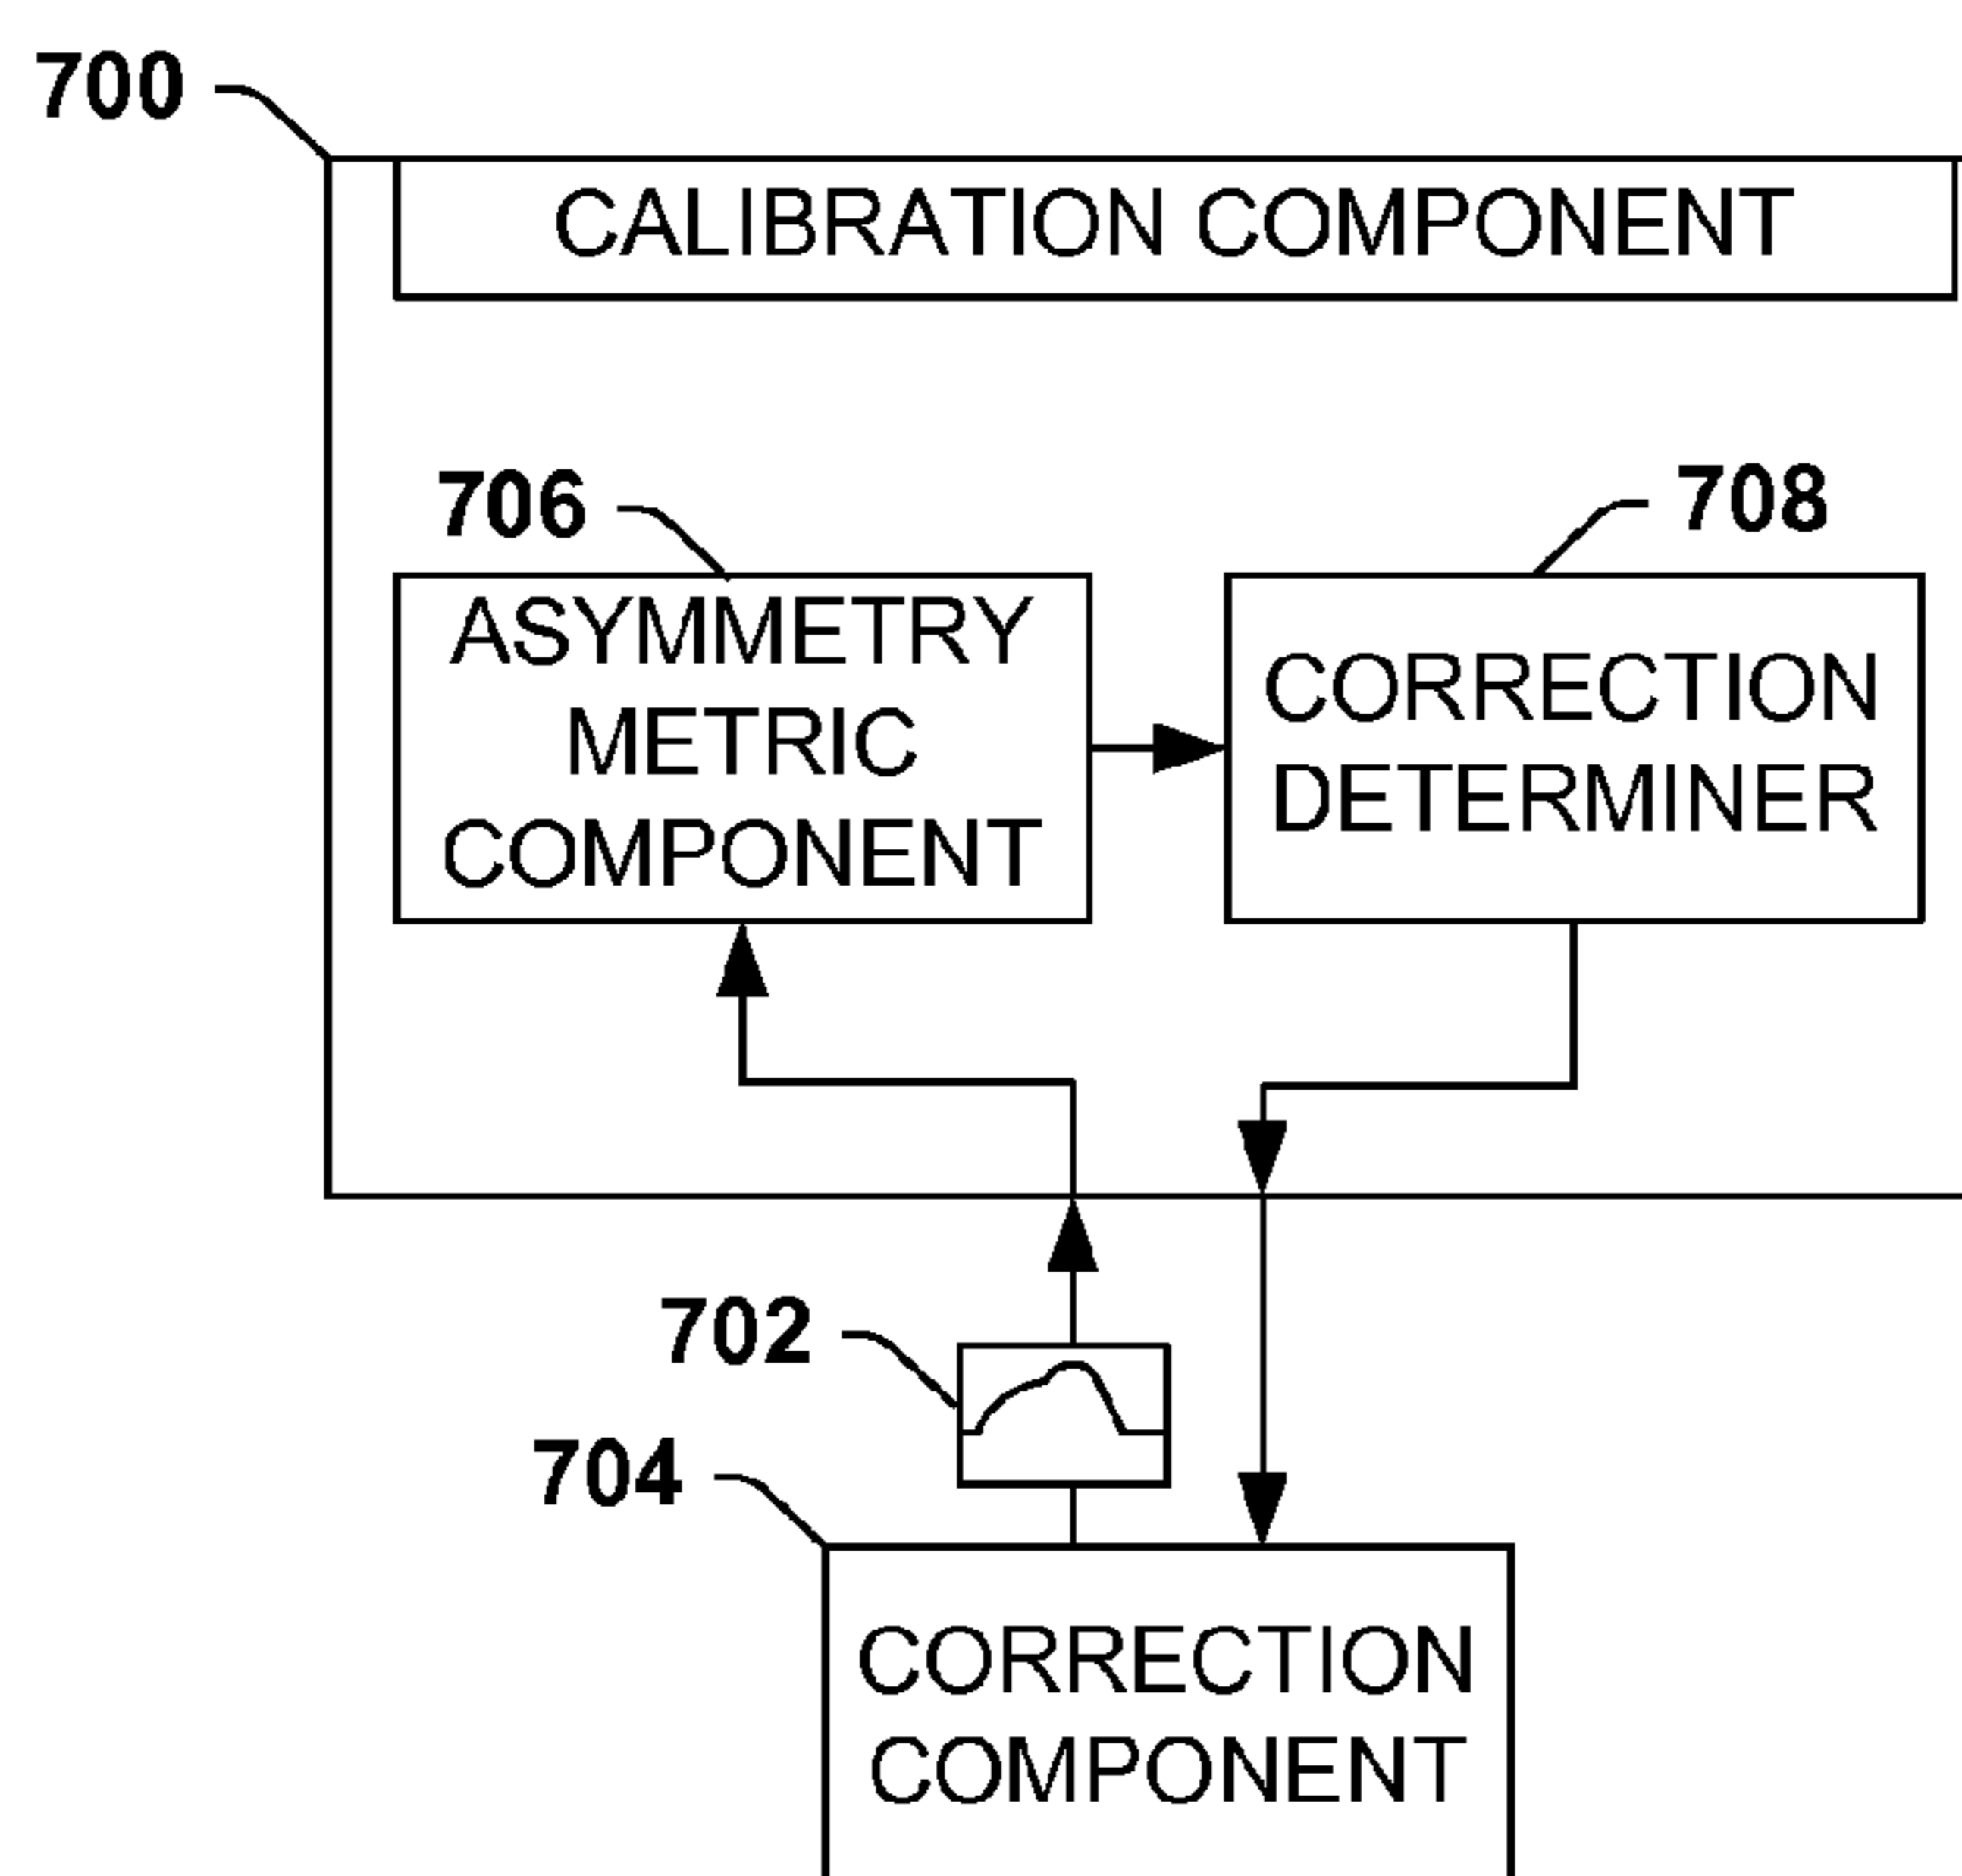 700
CALIBRATION COMPONENT
706
708
ASYMMETRY
METRIC
COMPONENT
CORRECTION
DETERMINER
702
704
CORRECTION
COMPONENT